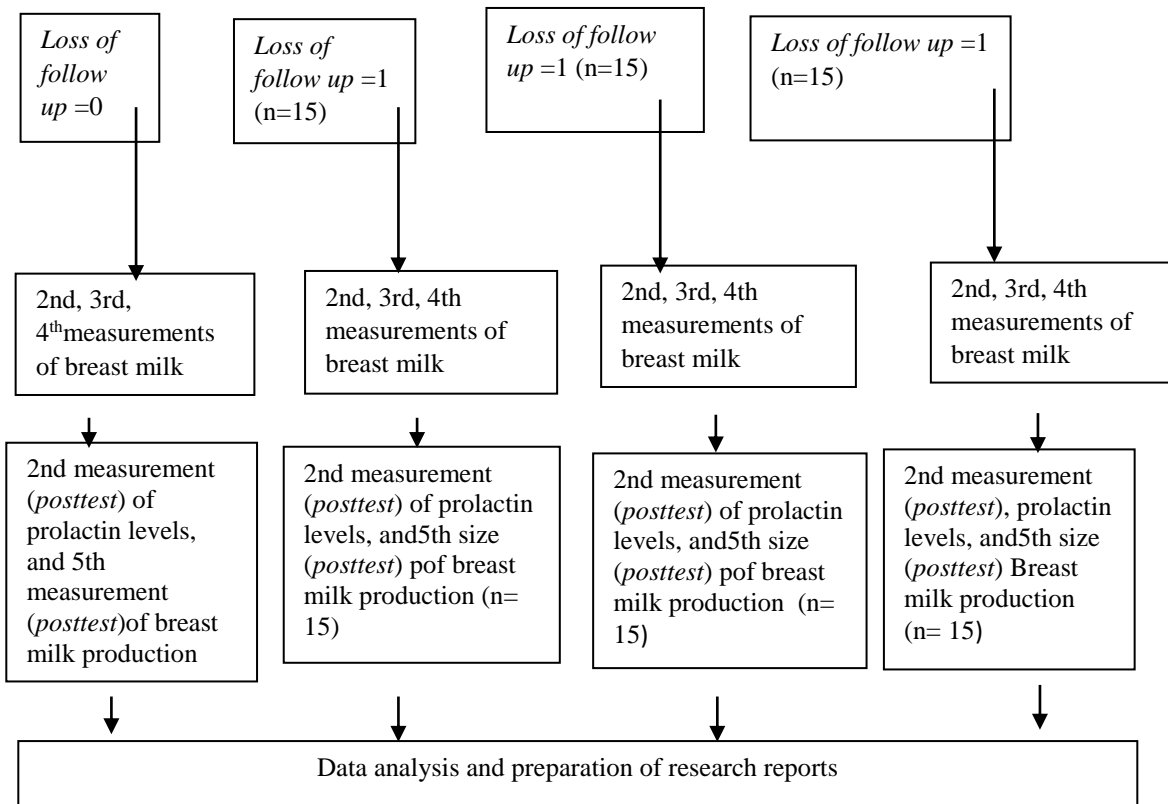 Loss of
follow
up =0
Loss of
follow up =1
(n=15)
Loss of follow
up =1 (n=15)
Loss of follow up =1
(n=15)
2nd, 3rd,
4thmeasurements
of breast milk
2nd, 3rd, 4th
measurements of
breast milk
2nd, 3rd, 4th
measurements of
breast milk
2nd, 3rd, 4th
measurements of
breast milk
2nd measurement
(posttest) of
prolactin levels,
and 5th
measurement
(posttest)of breast
milk production
2nd measurement
(posttest) of prolactin
levels, and5th size
(posttest) pof breast
milk production (n=
15)
2nd measurement
(posttest) of prolactin
levels, and5th size
(posttest) pof breast
milk production (n=
15)
2nd measurement
(posttest), prolactin
levels, and5th size
(posttest) Breast
milk production
(n= 15)
Data analysis and preparation of research reports